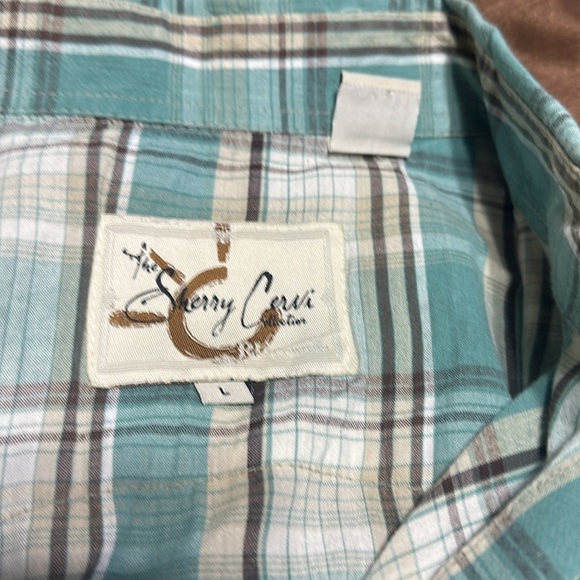 The
Sherry Cervi
Collection
L